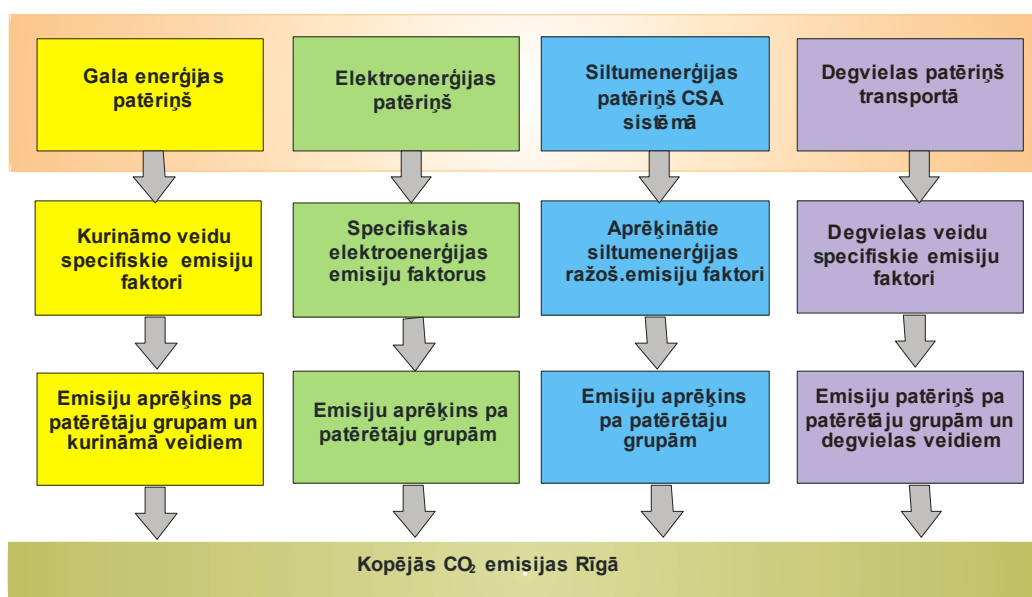 Gala enerģijas
patēriņš
Elektroenerģijas
patēriņš
Siltumenerģijas
patēriņš CSA
sistēmā
Degvielas patēriņš
transportā
Kurināmo veidu
specifiskie emisiju
faktori
Specifiskais
elektroenerģijas
emisiju faktorus
Aprēķinātie
siltumenerģijas
ražoš.emisiju faktori
Degvielas veidu
specifiskie emisiju
faktori
Emisiju aprēķins pa
patērētāju grupam un
kurināmā veidiem
Emisiju aprēķins pa
patērētāju grupām
Emisiju aprēķins
pa patērētāju
grupām
Emisiju patēriņš pa
patērētāju grupām un
degvielas veidiem
Kopējās CO₂ emisijas Rīgā